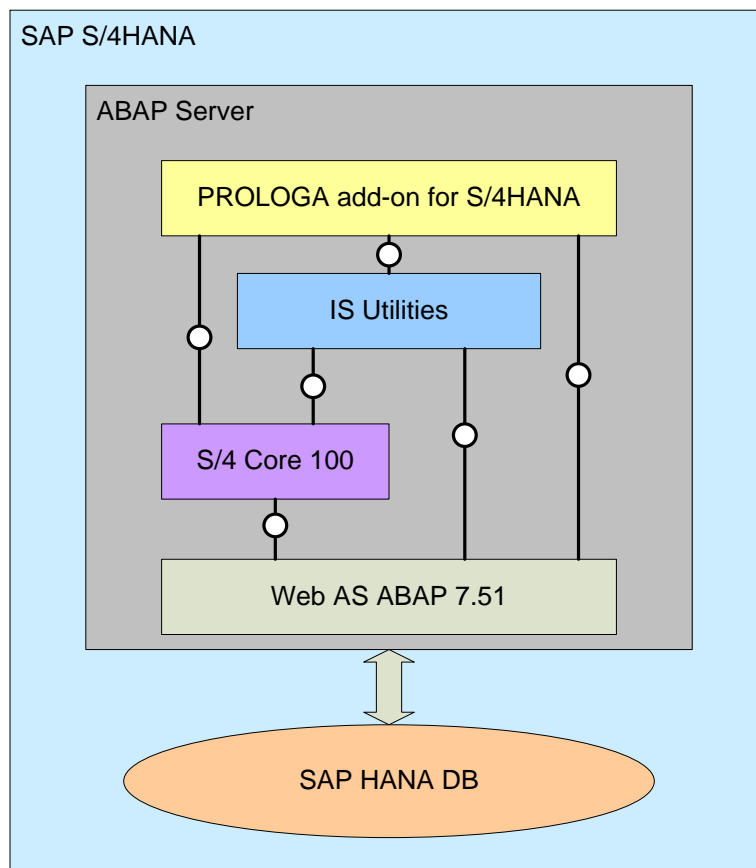 SAP S/4HANA
ABAP Server
PROLOGA add-on for S/4HANA
IS Utilities
S/4 Core 100
Web AS ABAP 7.51
SAP HANA DB